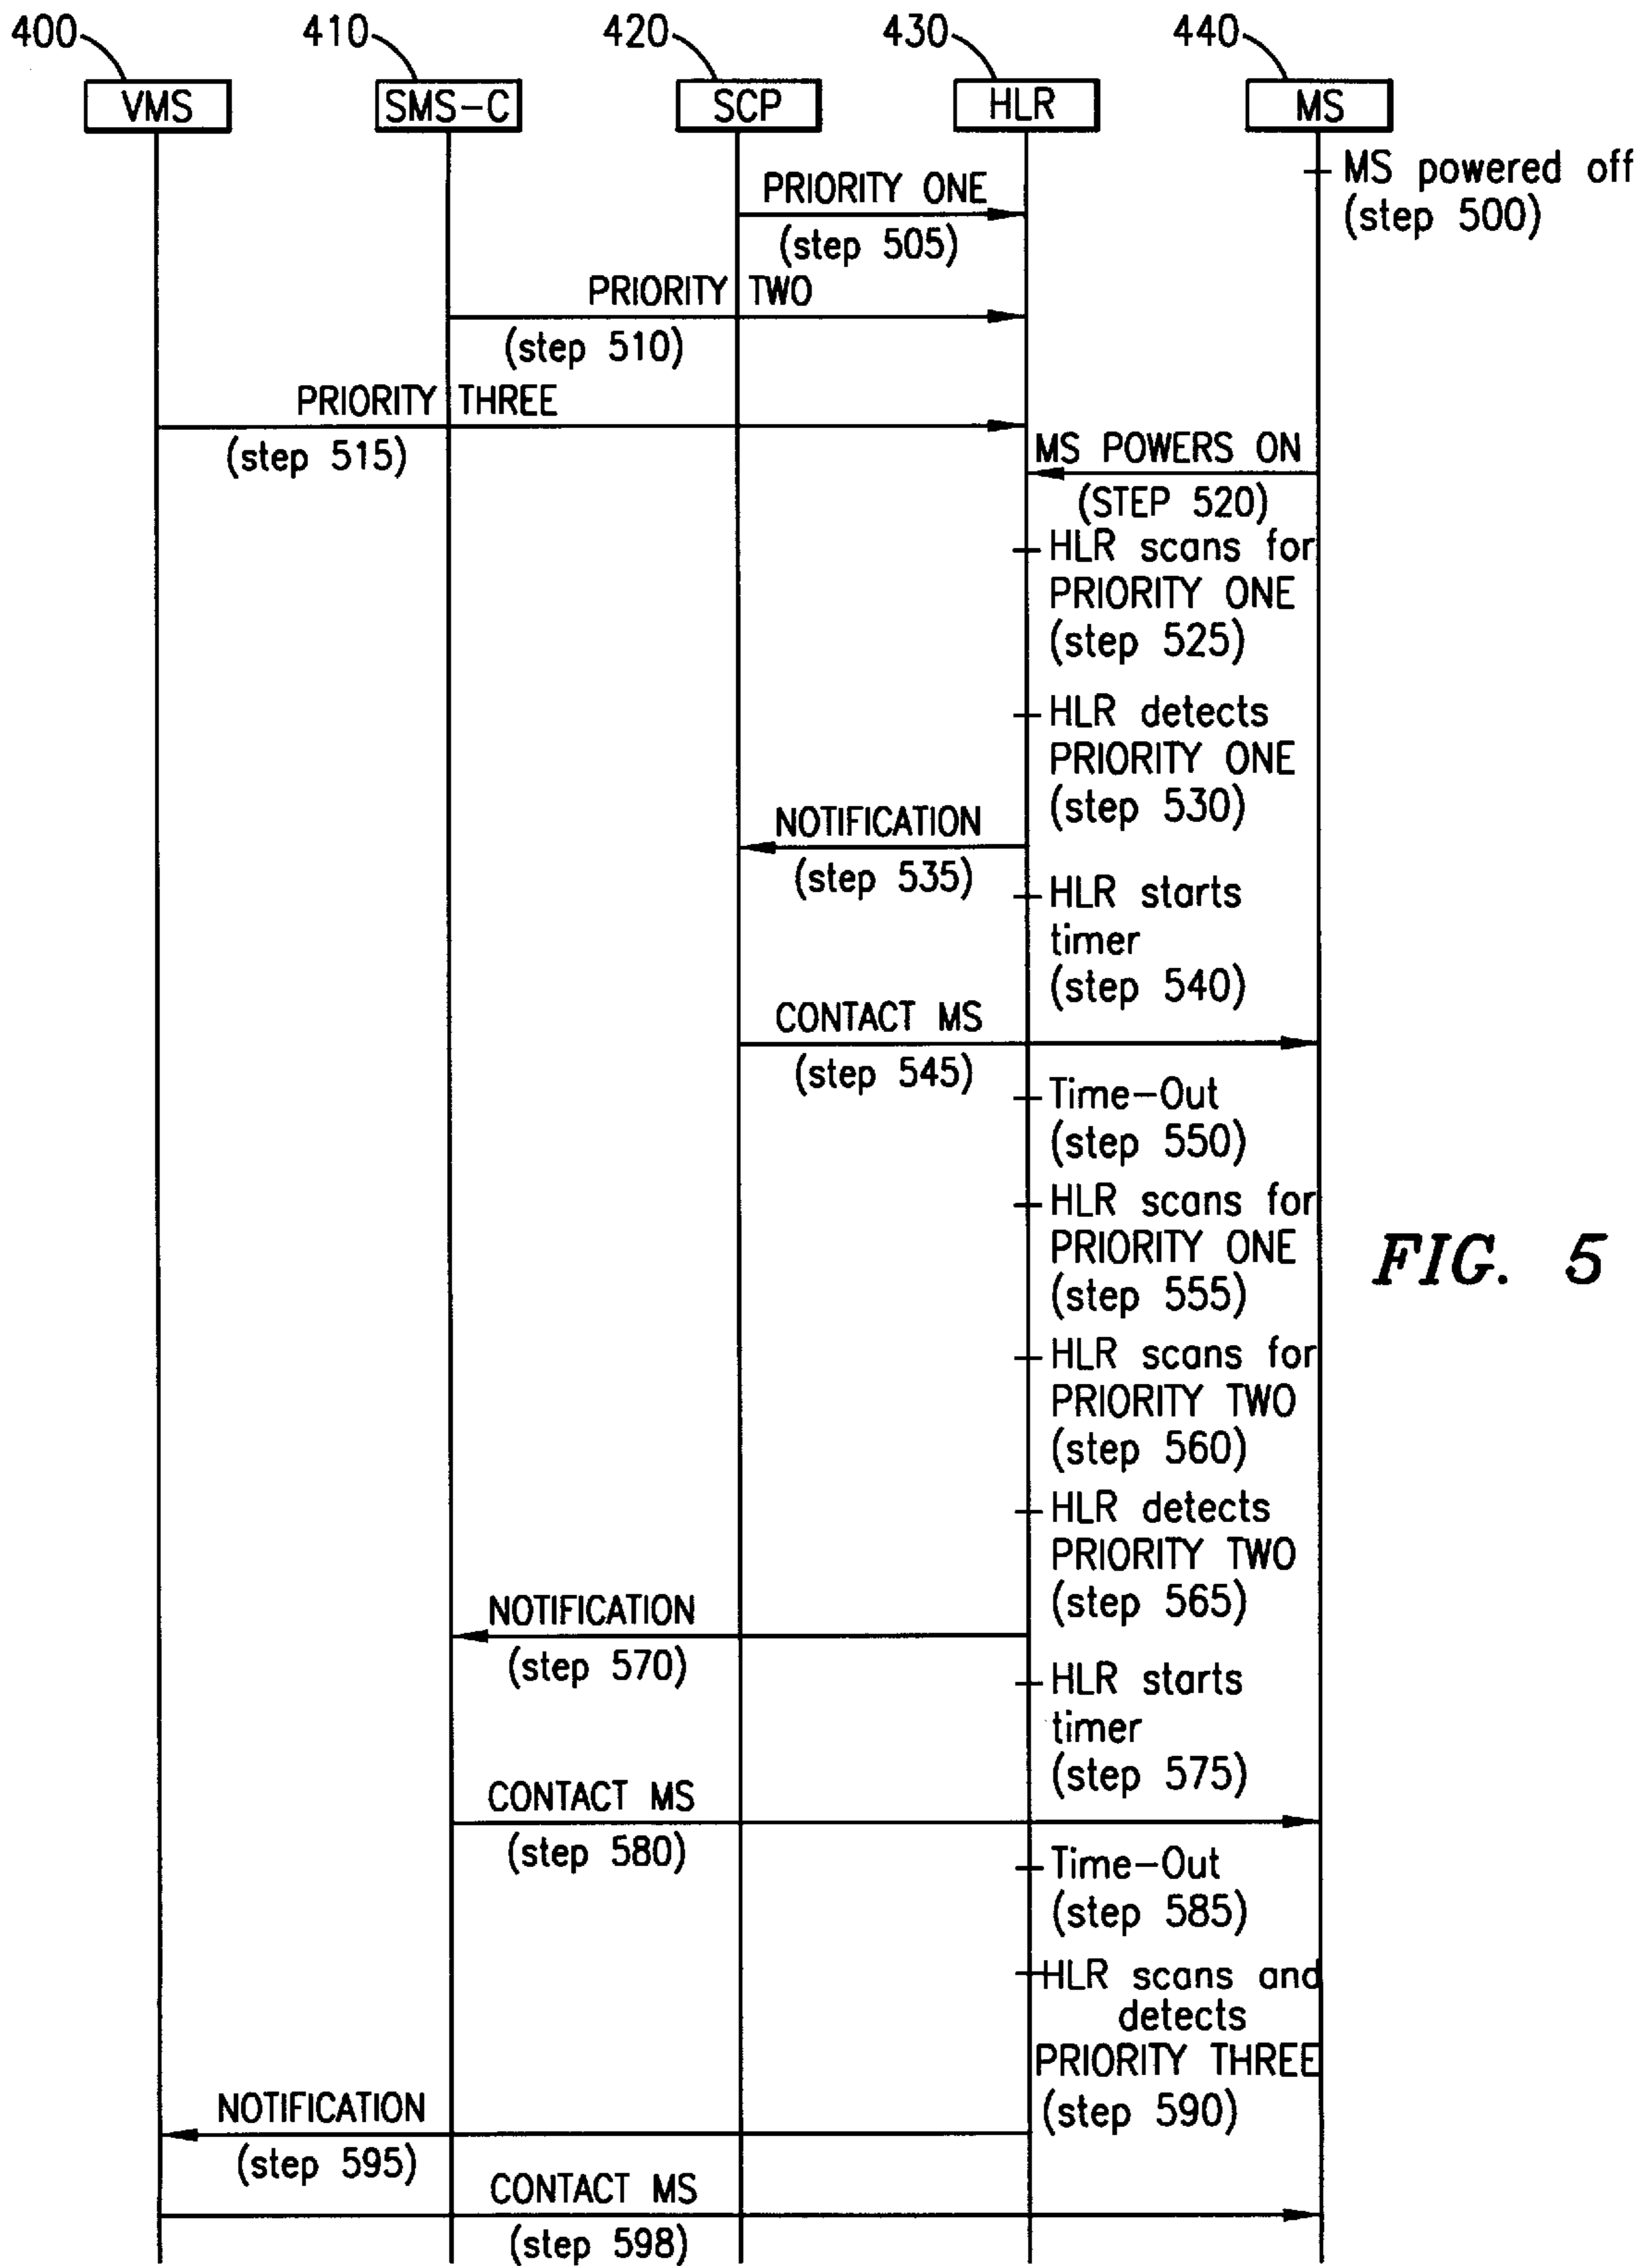 400 410 420 430 440
VMS SMS-C SCP HLR MS
MS powered off
(step 500)
PRIORITY ONE
(step 505)
PRIORITY TWO
(step 510)
PRIORITY THREE
(step 515)
MS POWERS ON
(STEP 520)
HLR scans for
PRIORITY ONE
(step 525)
HLR detects
PRIORITY ONE
(step 530)
NOTIFICATION
(step 535)
HLR starts
timer
(step 540)
CONTACT MS
(step 545)
Time-Out
(step 550)
HLR scans for
PRIORITY ONE
(step 555)
FIG. 5
HLR scans for
PRIORITY TWO
(step 560)
HLR detects
PRIORITY TWO
(step 565)
NOTIFICATION
(step 570)
HLR starts
timer
(step 575)
CONTACT MS
(step 580)
Time-Out
(step 585)
HLR scans and
detects
PRIORITY THREE
(step 590)
NOTIFICATION
(step 595)
CONTACT MS
(step 598)